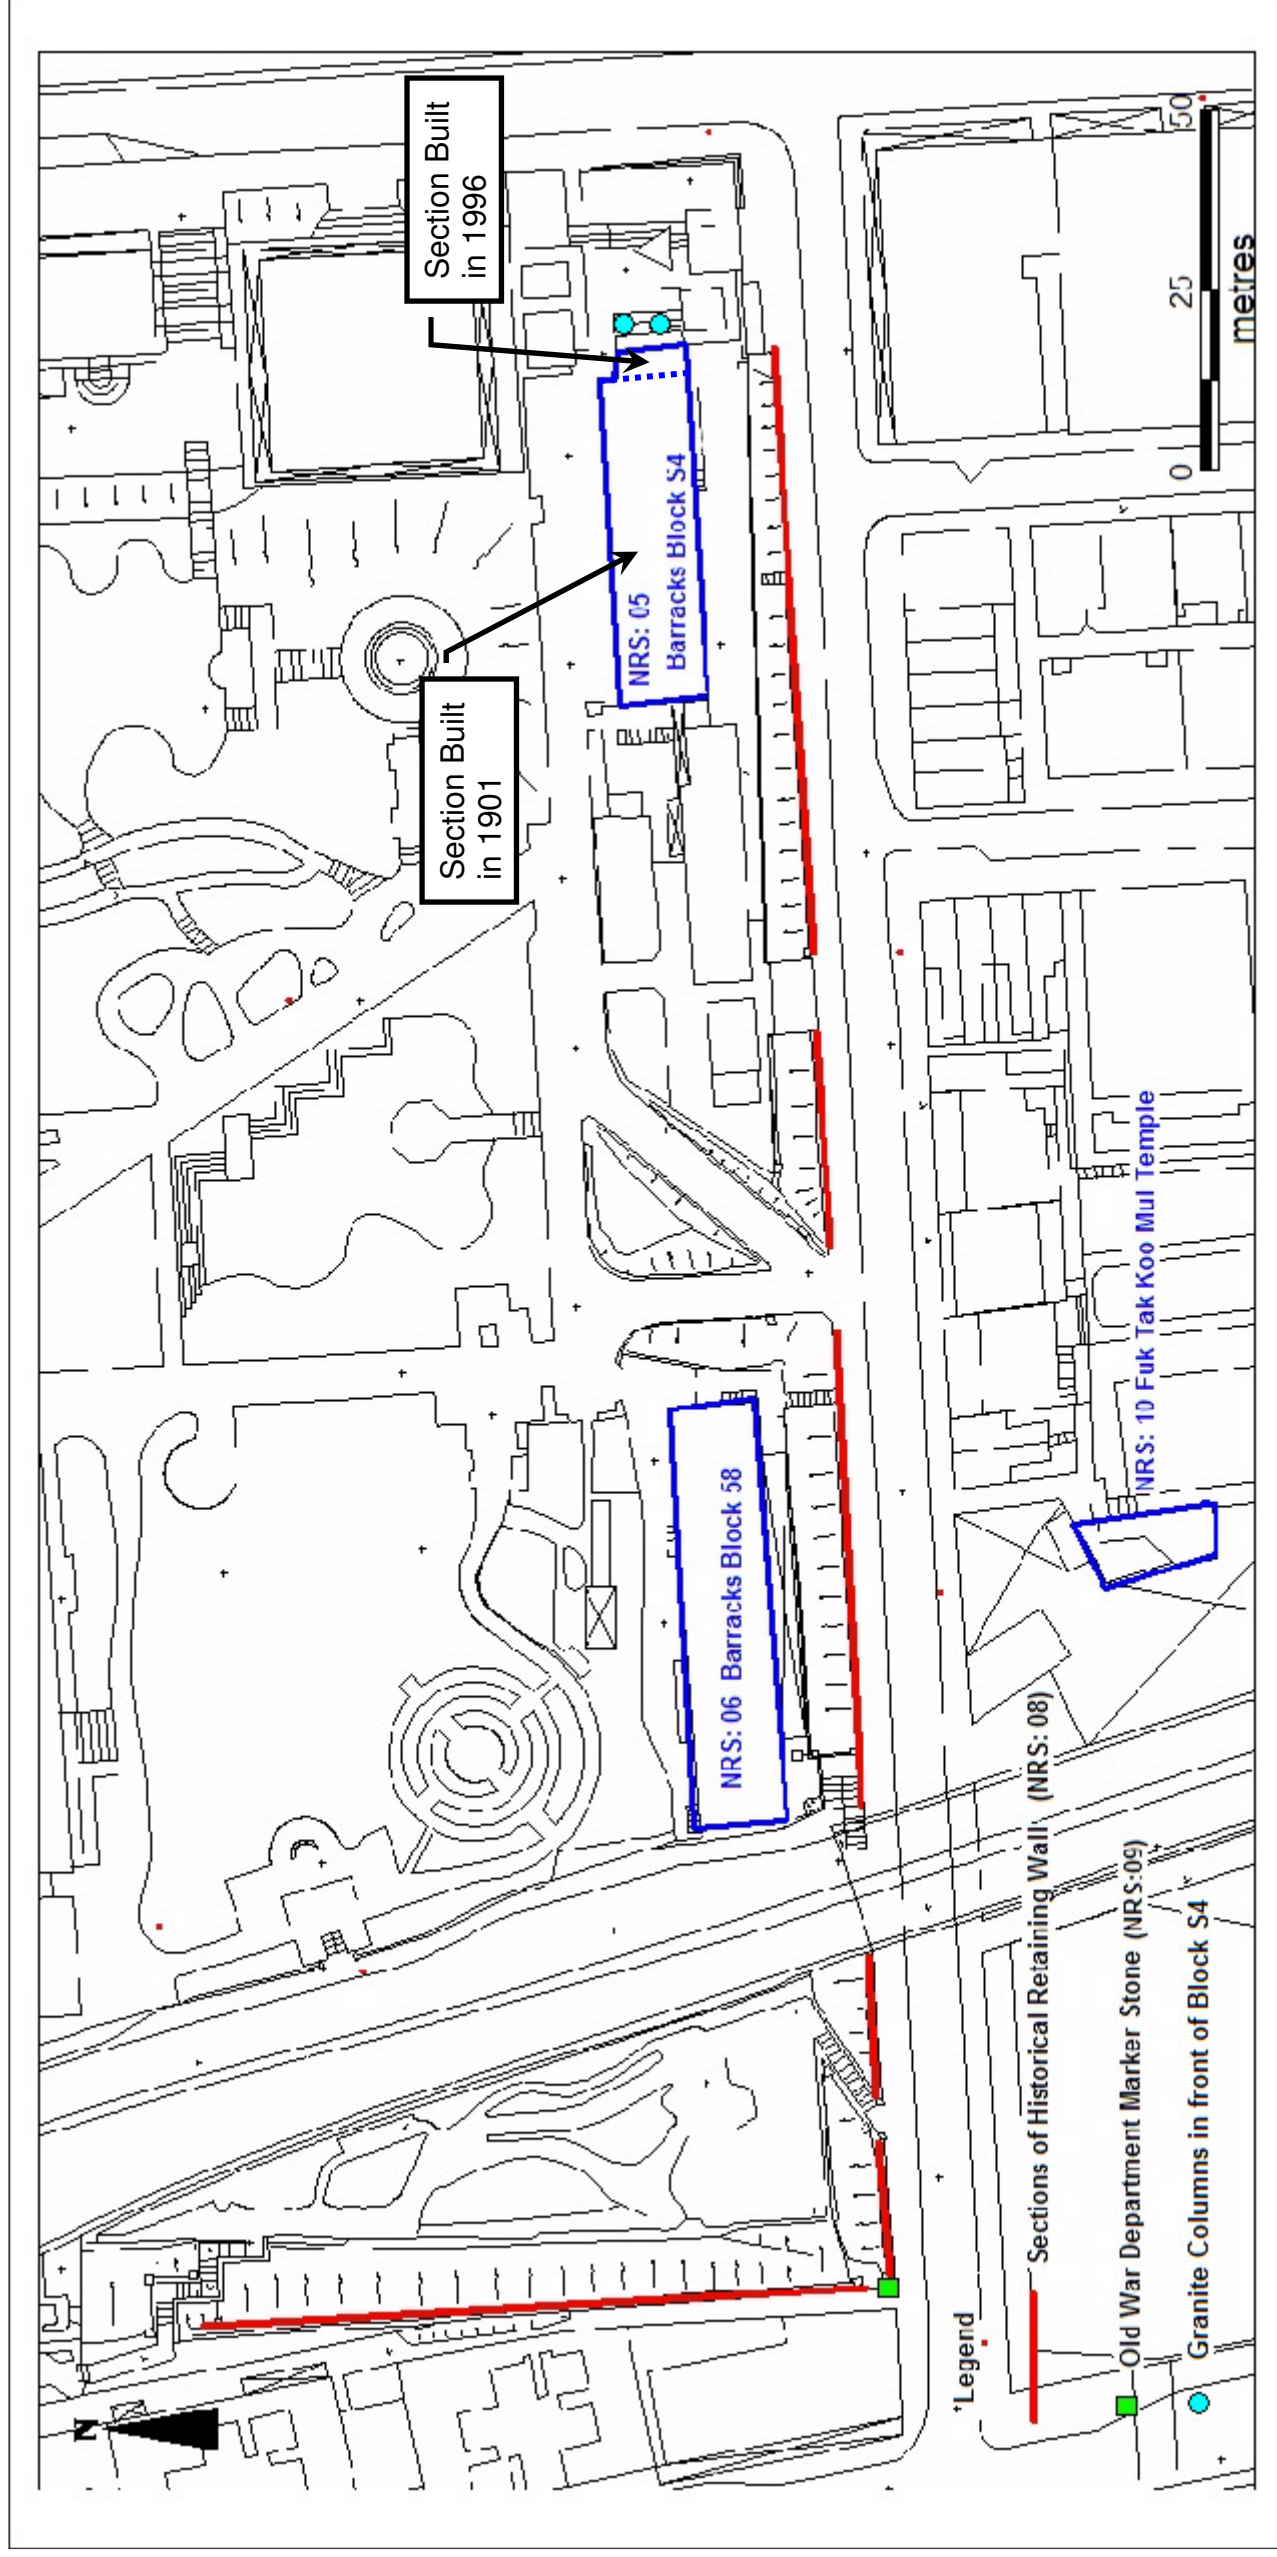 Section Built
in 1996
Section Built
in 1901
NRS: 05
Barracks Block S4
NRS: 06 Barracks Block 58
NRS: 10 Fuk Tak Koo Mul Temple
N
*Legend
Sections of Historical Retaining Wall (NRS: 08)
Old War Department Marker Stone (NRS:09)
Granite Columns in front of Block S4
0
25
50
metres